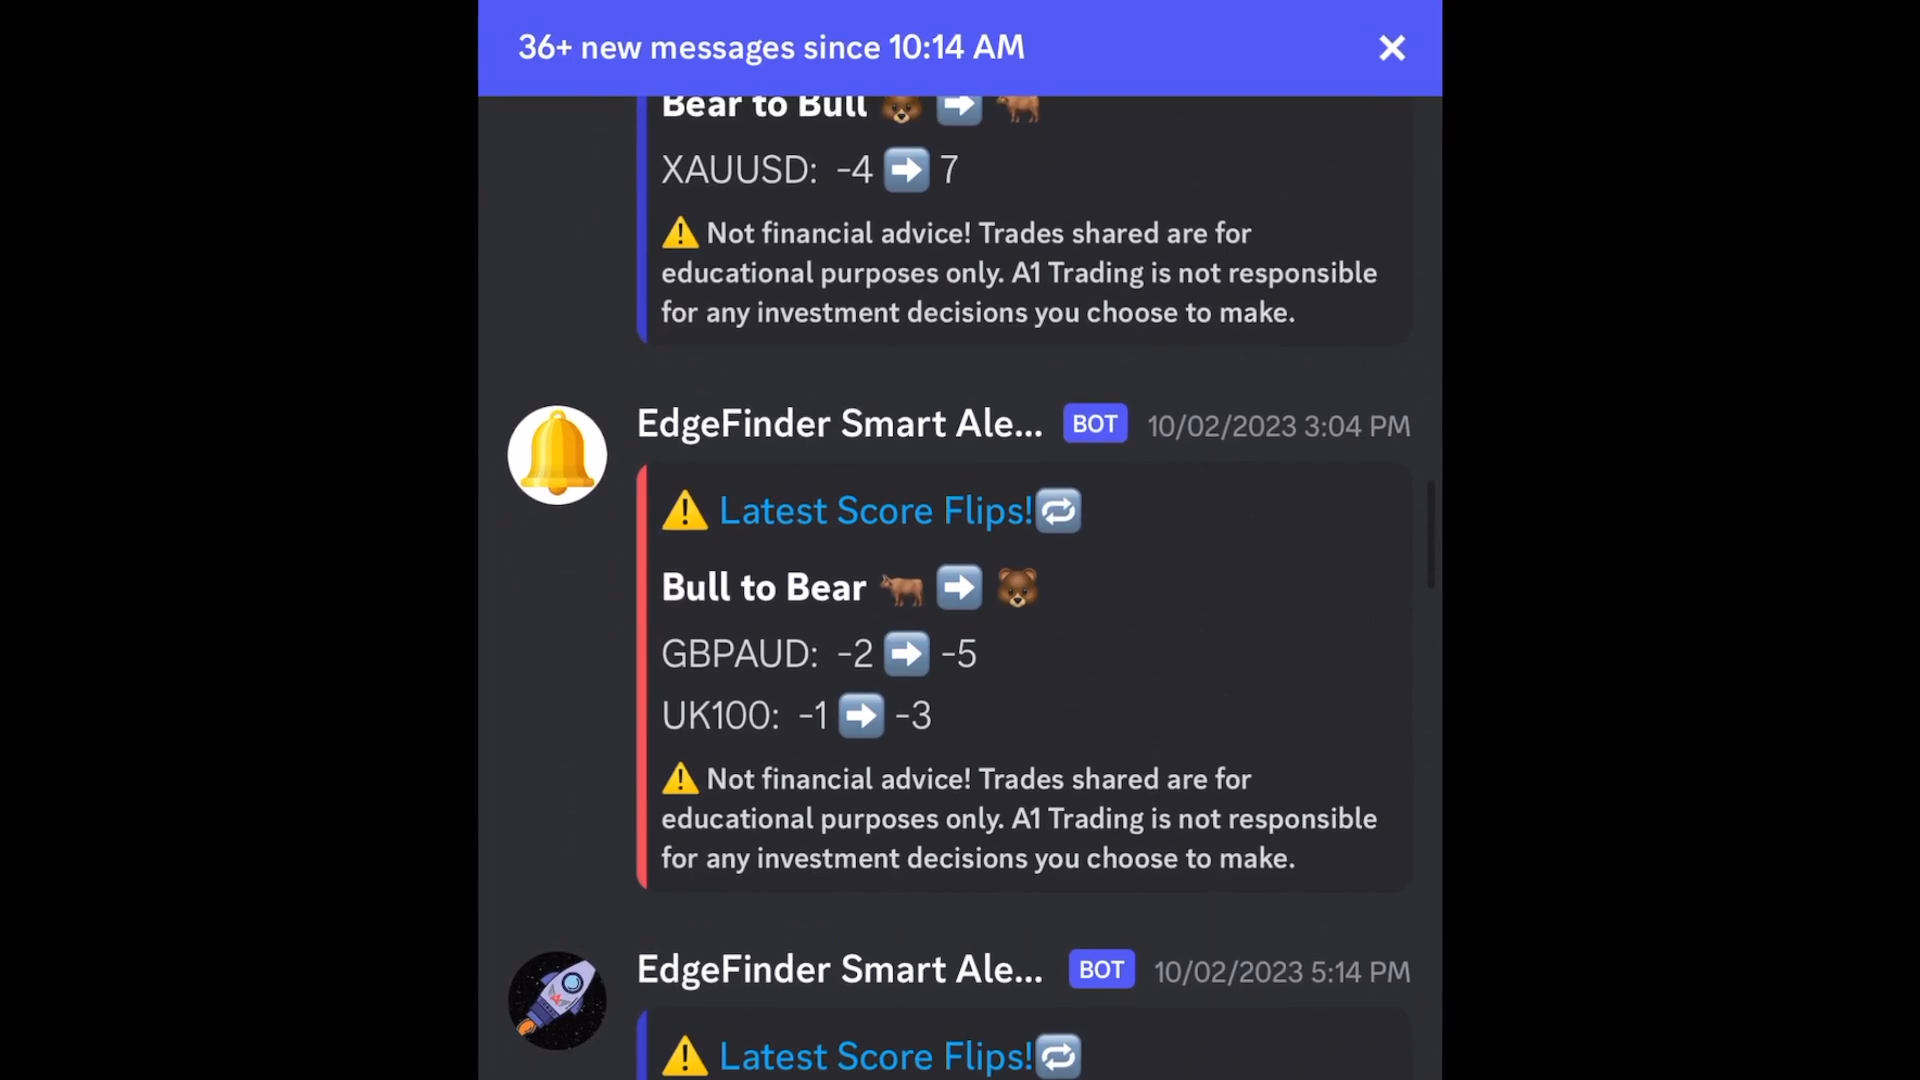 36+ new messages since 10:14 AM
Bear to Bull 🐻 ➡️ 🐂
XAUUSD: -4 ➡️ 7
⚠️ Not financial advice! Trades shared are for
educational purposes only. A1 Trading is not responsible
for any investment decisions you choose to make.
EdgeFinder Smart Ale... BOT 10/02/2023 3:04 PM
⚠️ Latest Score Flips!🔁
Bull to Bear 🐂 ➡️ 🐻
GBPAUD: -2 ➡️ -5
UK100: -1 ➡️ -3
⚠️ Not financial advice! Trades shared are for
educational purposes only. A1 Trading is not responsible
for any investment decisions you choose to make.
EdgeFinder Smart Ale... BOT 10/02/2023 5:14 PM
⚠️ Latest Score Flips!🔁